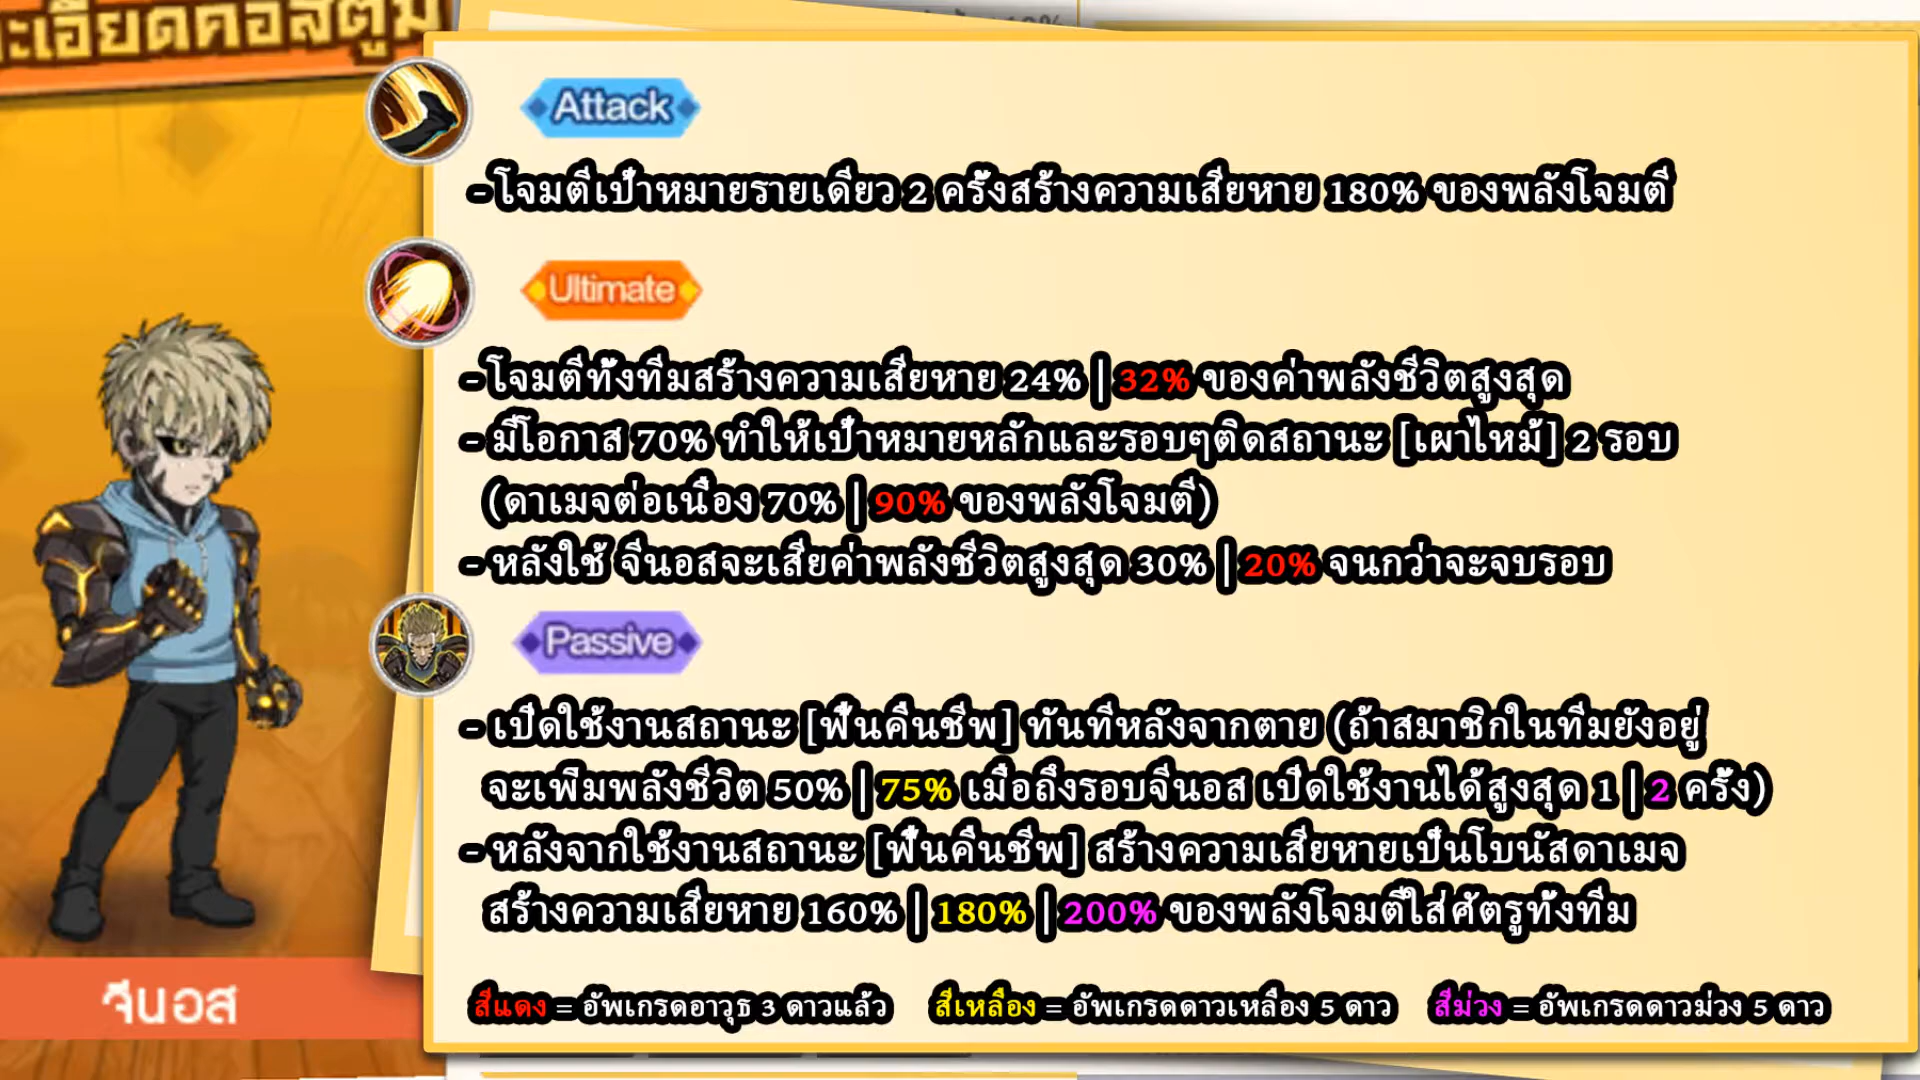 ะเอียดคอสตูม
Attack
- โจมตีเป้าหมายรายเดียว 2 ครั้งสร้างความเสียหาย 180% ของพลังโจมตี
Ultimate
- โจมตีทั้งทีมสร้างความเสียหาย 24% | 32% ของค่าพลังชีวิตสูงสุด
- มีโอกาส 70% ทำให้เป้าหมายหลักและรอบๆติดสถานะ [เผาไหม้] 2 รอบ
(ดาเมจต่อเนื่อง 70% | 90% ของพลังโจมตี)
- หลังใช้ จีนอสจะเสียค่าพลังชีวิตสูงสุด 30% | 20% จนกว่าจะจบรอบ
Passive
- เปิดใช้งานสถานะ [ฟื้นคืนชีพ] ทันทีหลังจากตาย (ถ้าสมาชิกในทีมยังอยู่
จะเพิ่มพลังชีวิต 50% | 75% เมื่อถึงรอบจีนอส เปิดใช้งานได้สูงสุด 1 | 2 ครั้ง)
- หลังจากใช้งานสถานะ [ฟื้นคืนชีพ] สร้างความเสียหายเป็นโบนัสดาเมจ
สร้างความเสียหาย 160% | 180% | 200% ของพลังโจมตีใส่ศัตรูทั้งทีม
จีนอส
สีแดง = อัพเกรดอาวุธ 3 ดาวแล้ว สีเหลือง = อัพเกรดดาวเหลือง 5 ดาว สีม่วง = อัพเกรดดาวม่วง 5 ดาว